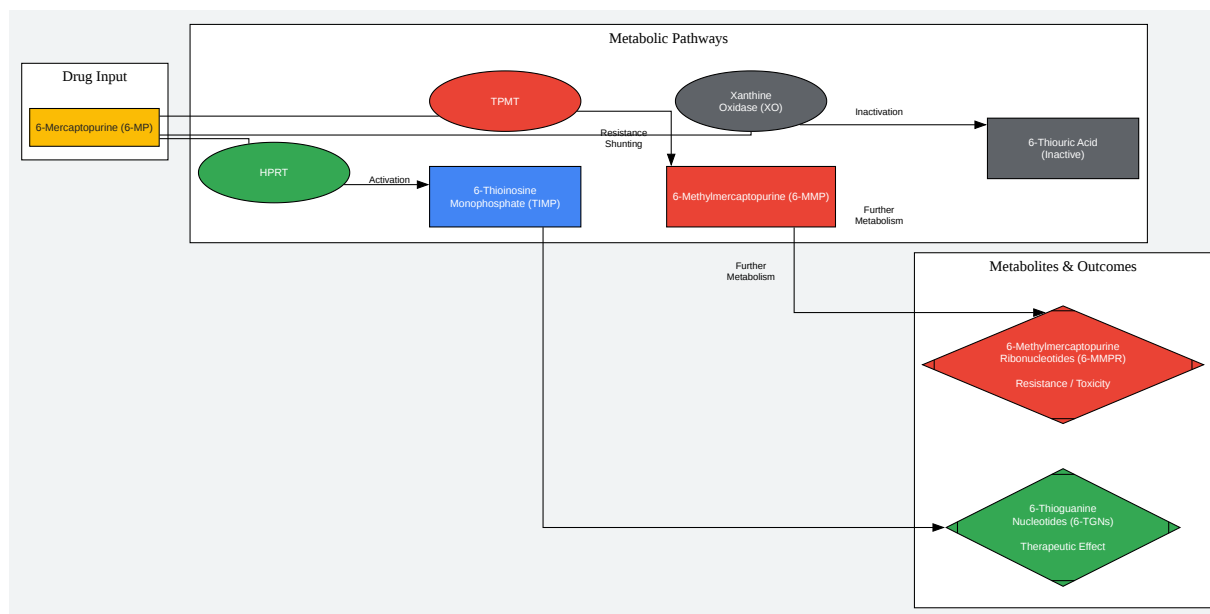 Metabolic Pathways
Drug Input
6-Mercaptopurine (6-MP)
TPMT
Xanthine
Oxidase (XO)
Inactivation
Resistance
Shunting
6-Thiouric Acid
(Inactive)
HPRT
Activation
6-Thioinosine
Monophosphate (TIMP)
6-Methylmercaptopurine (6-MMP)
Further
Metabolism
Further
Metabolism
Metabolites & Outcomes
6-Methylmercaptopurine
Ribonucleotides (6-MMPR)
Resistance / Toxicity
6-Thioguanine
Nucleotides (6-TGNs)
Therapeutic Effect